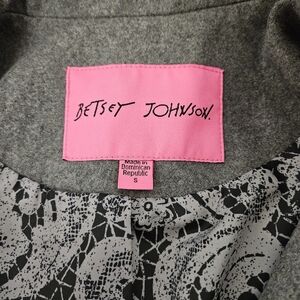 BETSEY JOHNSON.
Made in
Dominican
Republic
S